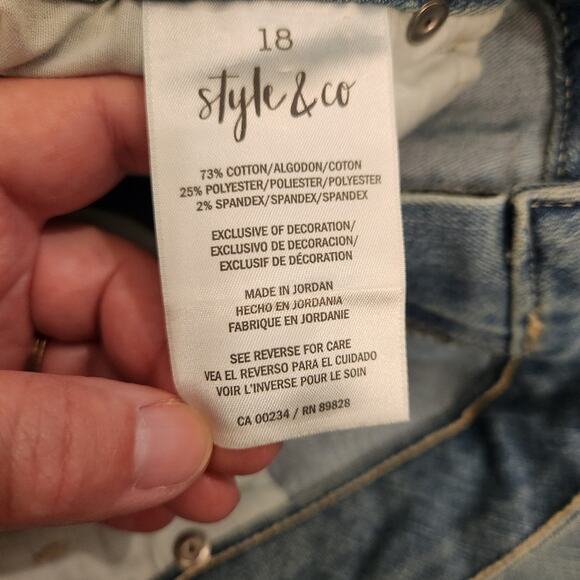 18
style & co
73% COTTON/ALGODON/COTON
25% POLYESTER/POLIESTER/POLYESTER
2% SPANDEX/SPANDEX/SPANDEX
EXCLUSIVE OF DECORATION/
EXCLUSIVO DE DECORACION/
EXCLUSIF DE DÉCORATION
MADE IN JORDAN
HECHO EN JORDANIA
FABRIQUE EN JORDANIE
SEE REVERSE FOR CARE
VEA EL REVERSO PARA EL CUIDADO
VOIR L'INVERSE POUR LE SOIN
CA 00234 / RN 89828